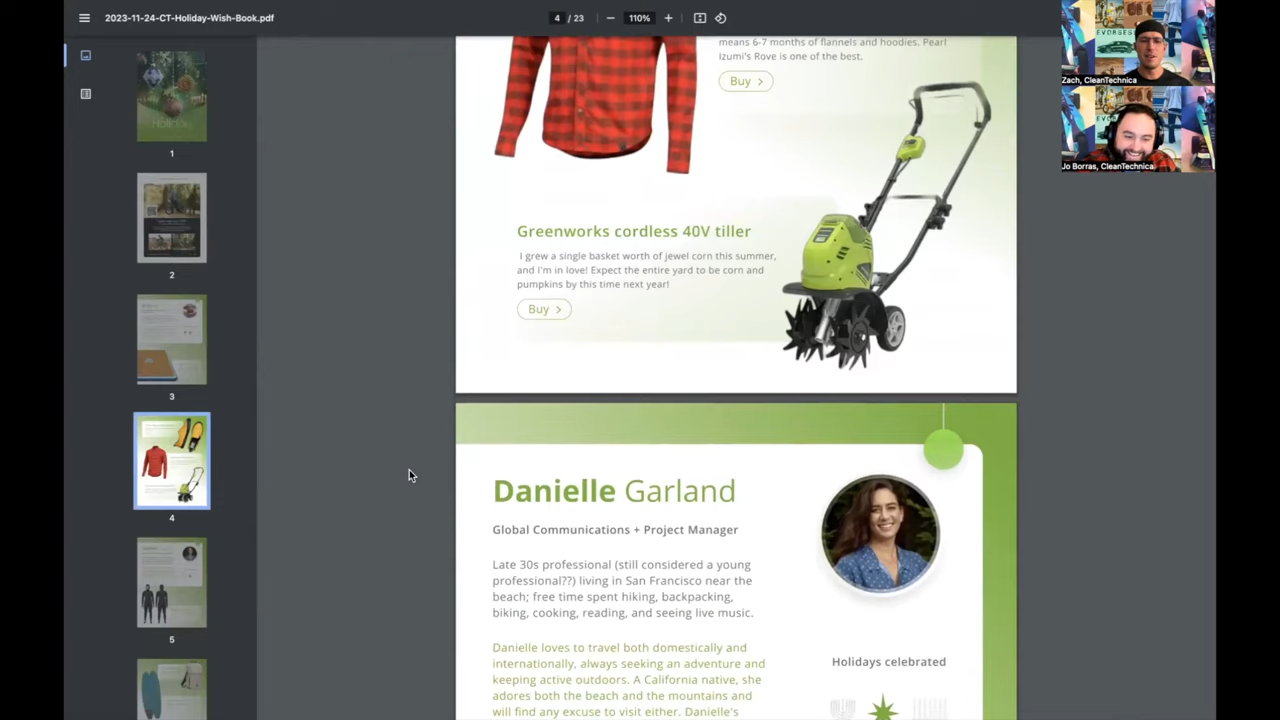 2023-11-24-CT-Holiday-Wish-Book.pdf
4 / 23
110%
Zach, CleanTechnica
Jo Borras, CleanTechnica
Holiday
1
2
3
4
5
means 6-7 months of flannels and hoodies. Pearl
Izumi's Rove is one of the best.
Buy >
Greenworks cordless 40V tiller
I grew a single basket worth of jewel corn this summer,
and I'm in love! Expect the entire yard to be corn and
pumpkins by this time next year!
Buy >
Danielle Garland
Global Communications + Project Manager
Late 30s professional (still considered a young
professional??) living in San Francisco near the
beach; free time spent hiking, backpacking,
biking, cooking, reading, and seeing live music.
Danielle loves to travel both domestically and
internationally, always seeking an adventure and
keeping active outdoors. A California native, she
adores both the beach and the mountains and
will find any excuse to visit either. Danielle's
Holidays celebrated